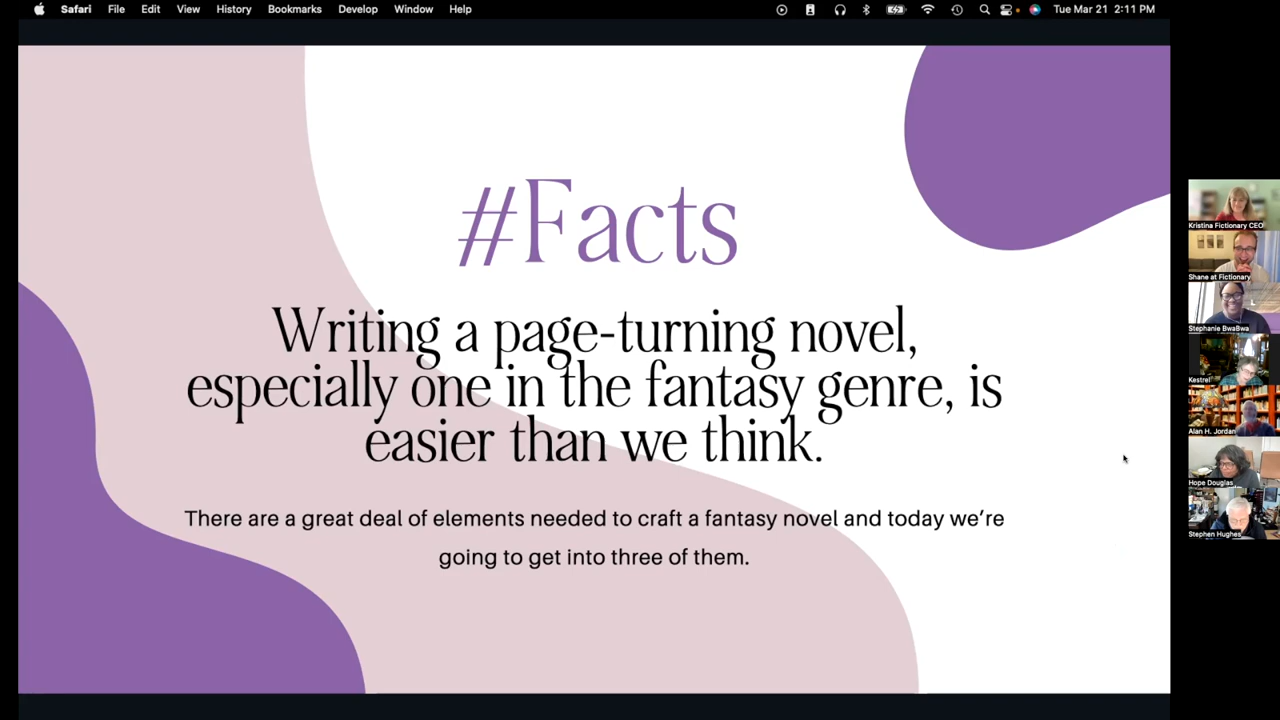 Safari File Edit View History Bookmarks Develop Window Help Tue Mar 21 2:11 PM
#Facts
Writing a page-turning novel,
especially one in the fantasy genre, is
easier than we think.
There are a great deal of elements needed to craft a fantasy novel and today we’re
going to get into three of them.
Kristina Fictionary CEO
Shane at Fictionary
Stephanie BwaBwa
Kestrel
Alan H. Jordan
Hope Douglas
Stephen Hughes